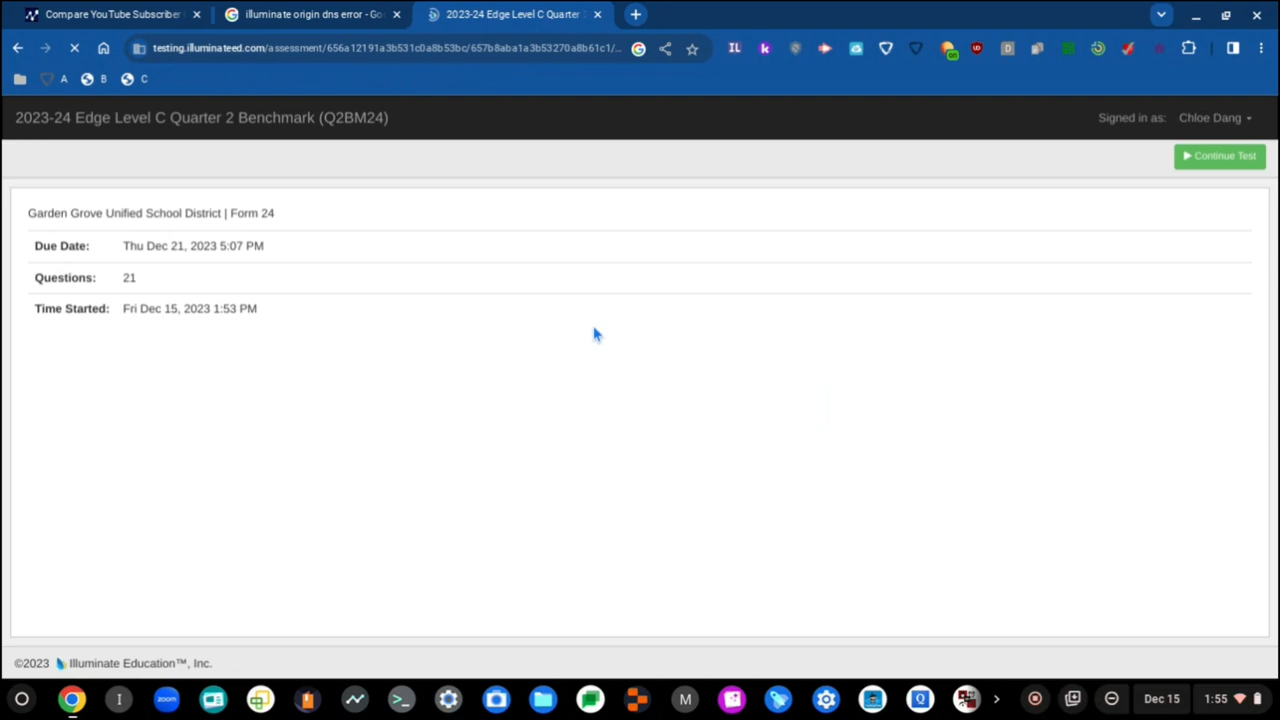 Compare YouTube Subscriber
illuminate origin dns error - Go
2023-24 Edge Level C Quarter
testing.illuminateed.com/assessment/656a12191a3b531c0a8b53bc/657b8aba1a3b53270a8b61c1/...
A B C
2023-24 Edge Level C Quarter 2 Benchmark (Q2BM24)
Signed in as: Chloe Dang
Continue Test
Garden Grove Unified School District | Form 24
Due Date: Thu Dec 21, 2023 5:07 PM
Questions: 21
Time Started: Fri Dec 15, 2023 1:53 PM
©2023 Illuminate Education™, Inc.
Dec 15 1:55